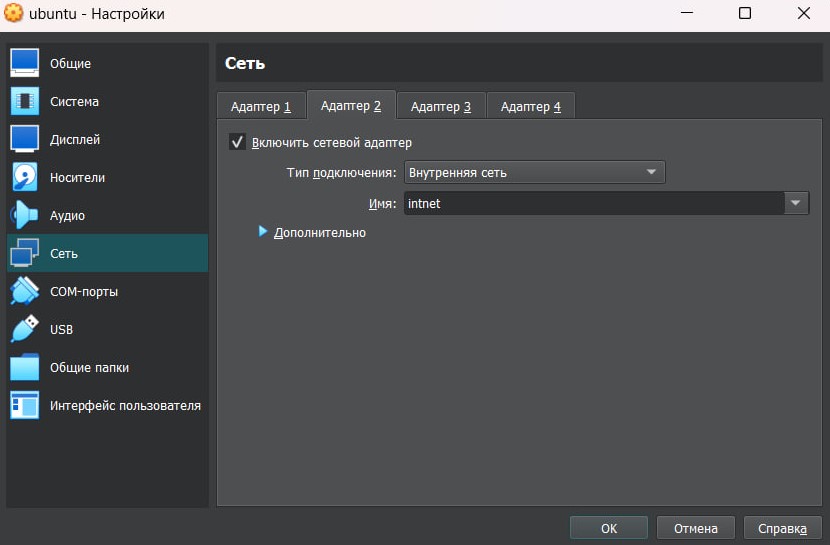 ubuntu - Настройки
Общие
Система
Дисплей
Носители
Аудио
Сеть
COM-порты
USB
Общие папки
Интерфейс пользователя
Сеть
Адаптер 1 Адаптер 2 Адаптер 3 Адаптер 4
Включить сетевой адаптер
Тип подключения: Внутренняя сеть
Имя: intnet
Дополнительно
OK Отмена Справка